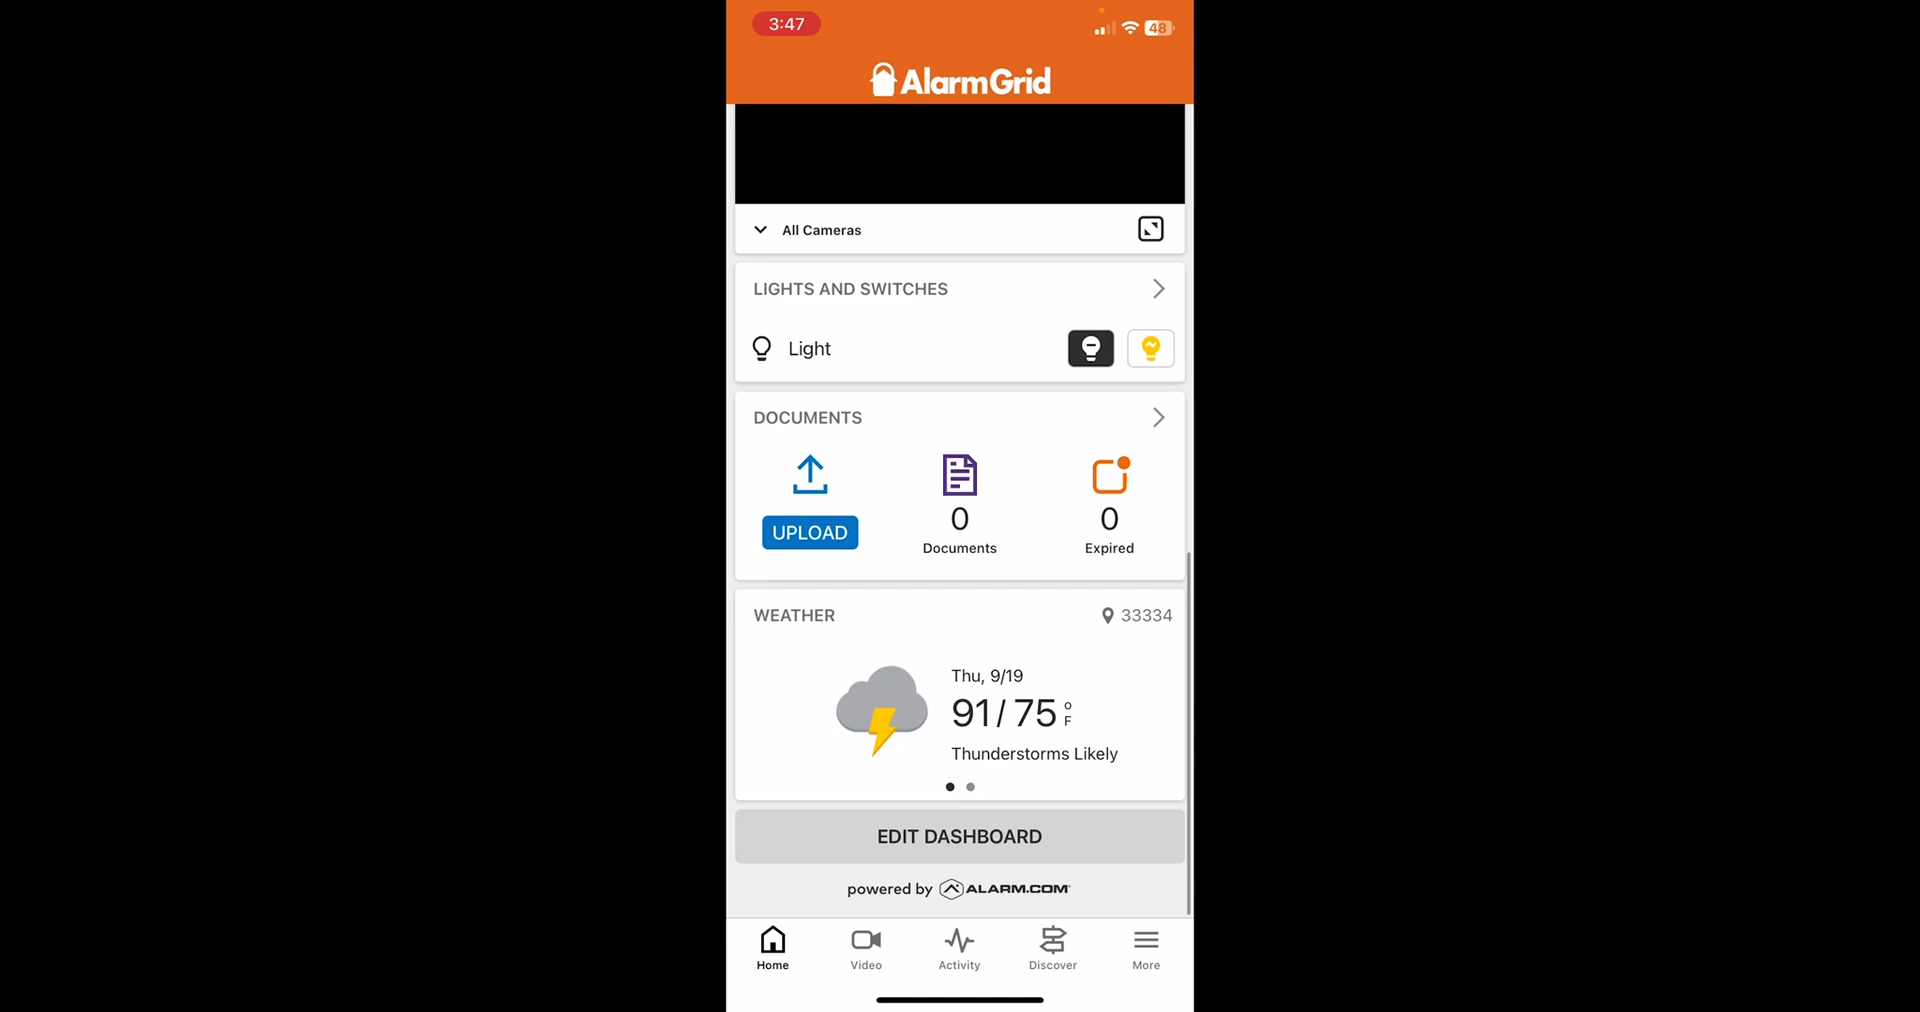 3:47
48
AlarmGrid
All Cameras
LIGHTS AND SWITCHES
Light
DOCUMENTS
UPLOAD
0
Documents
0
Expired
WEATHER
33334
Thu, 9/19
91/75 °F
Thunderstorms Likely
EDIT DASHBOARD
powered by ALARM.COM
Home
Video
Activity
Discover
More